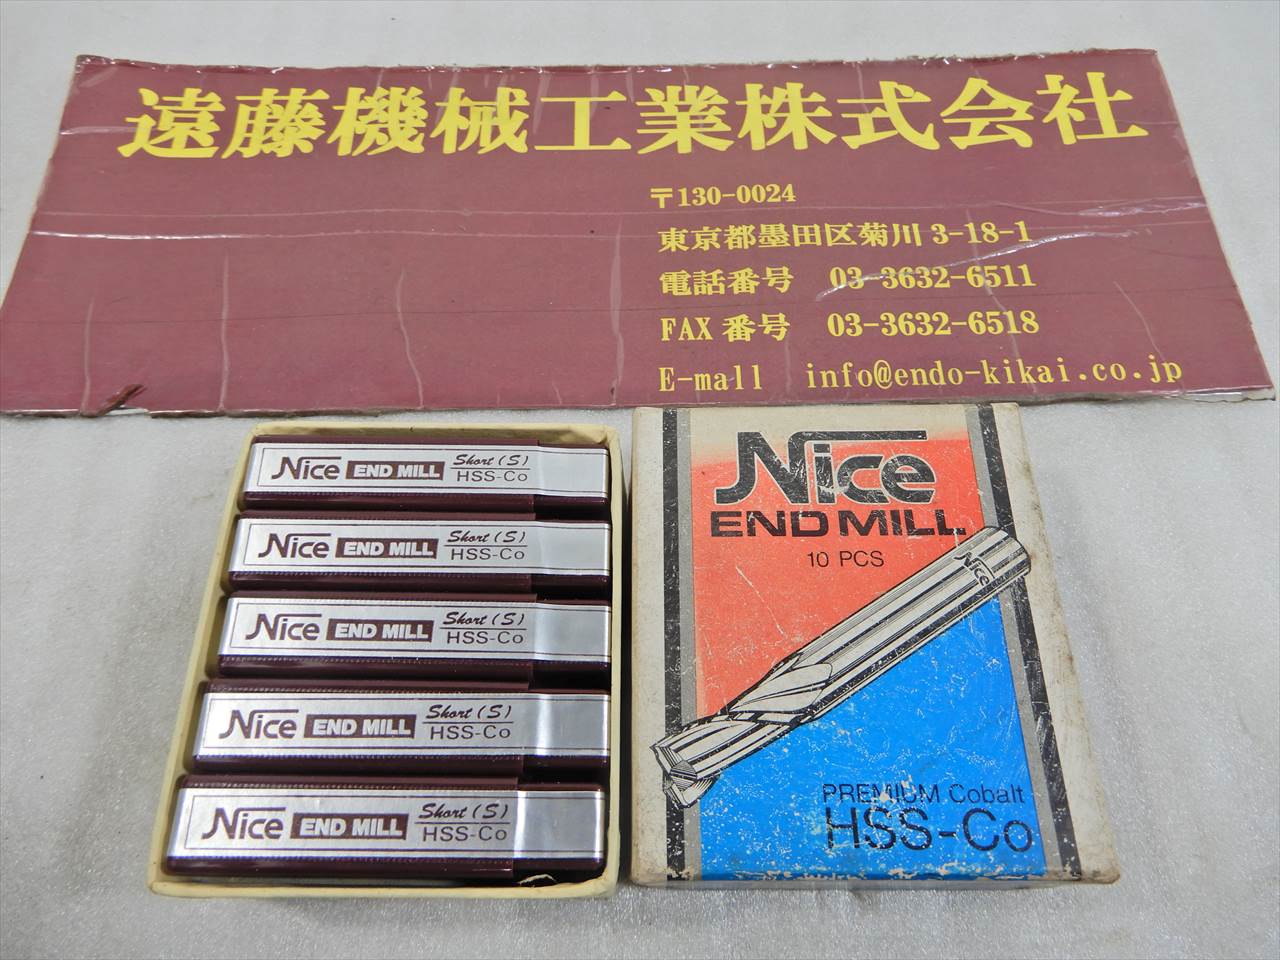 遠藤機械工業株式会社
〒130-0024
東京都墨田区菊川 3-18-1
電話番号 03-3632-6511
FAX 番号 03-3632-6518
E-mail info@endo-kikai.co.jp
Nice END MILL Short (S)
HSS-Co
Nice END MILL Short (S)
HSS-Co
Nice END MILL Short (S)
HSS-Co
Nice END MILL Short (S)
HSS-Co
Nice END MILL Short (S)
HSS-Co
Nice
END MILL
10 PCS
Nice
PREMIUM Cobalt
HSS-Co